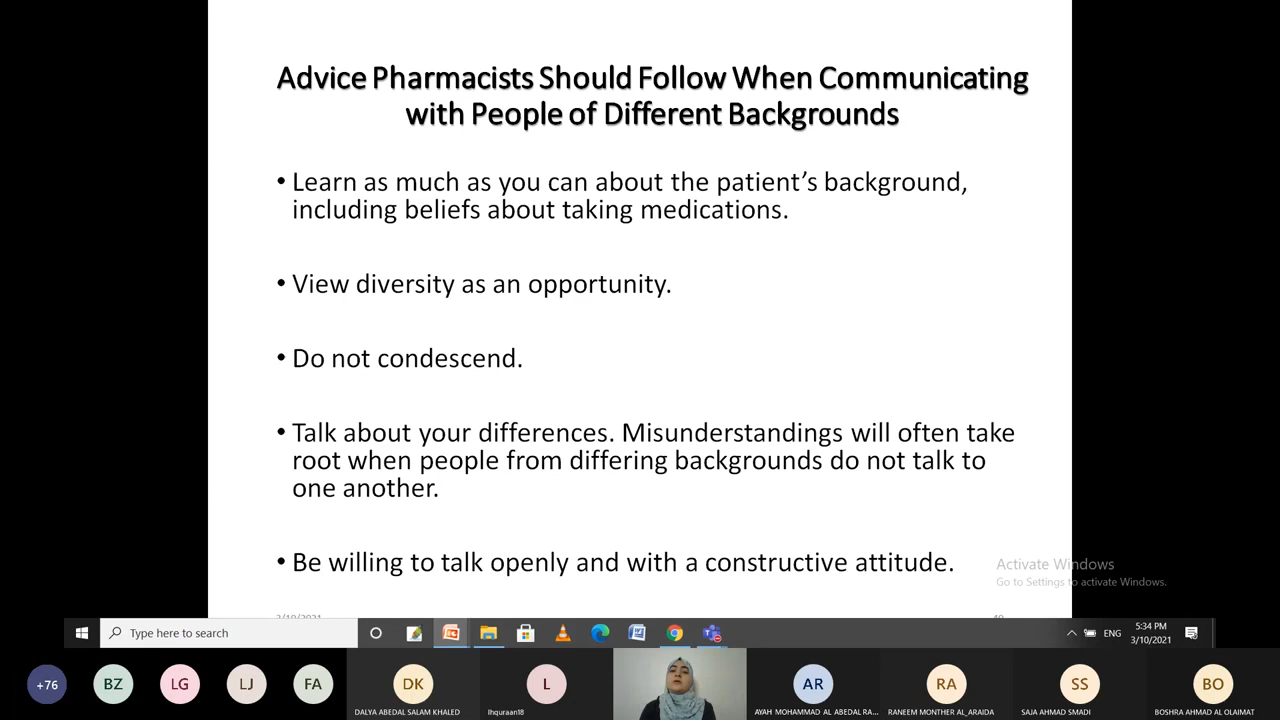 Advice Pharmacists Should Follow When Communicating
with People of Different Backgrounds
• Learn as much as you can about the patient's background,
including beliefs about taking medications.
• View diversity as an opportunity.
• Do not condescend.
• Talk about your differences. Misunderstandings will often take
root when people from differing backgrounds do not talk to
one another.
• Be willing to talk openly and with a constructive attitude.
Activate Windows
Go to Settings to activate Windows.
Type here to search
ENG
5:34 PM
3/10/2021
+76
BZ
LG
LJ
FA
DK
L
AR
RA
SS
BO
DALYA ABEDAL SALAM KHALED
lhquraan18
AYAH MOHAMMAD AL ABEDAL RA...
RANEEM MONTHER AL_ARAIDA
SAJA AHMAD SMADI
BOSHRA AHMAD AL OLAIMAT